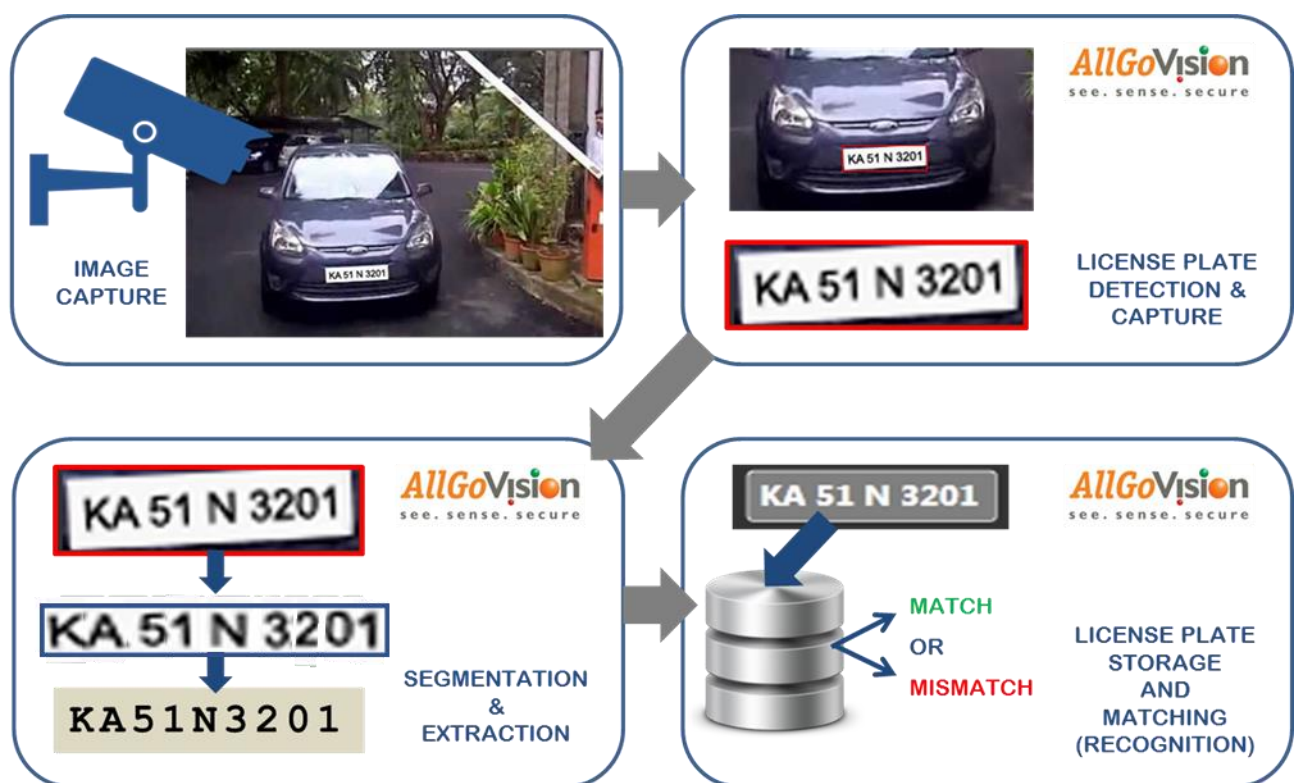 KA 51 N 3201
IMAGE
CAPTURE
AllGoVision
see. sense. secure
KA 51 N 3201
KA 51 N 3201
LICENSE PLATE
DETECTION &
CAPTURE
KA 51 N 3201
AllGoVision
see. sense. secure
KA 51 N 3201
KA51N3201
SEGMENTATION
&
EXTRACTION
KA 51 N 3201
AllGoVision
see. sense. secure
MATCH
OR
MISMATCH
LICENSE PLATE
STORAGE
AND
MATCHING
(RECOGNITION)